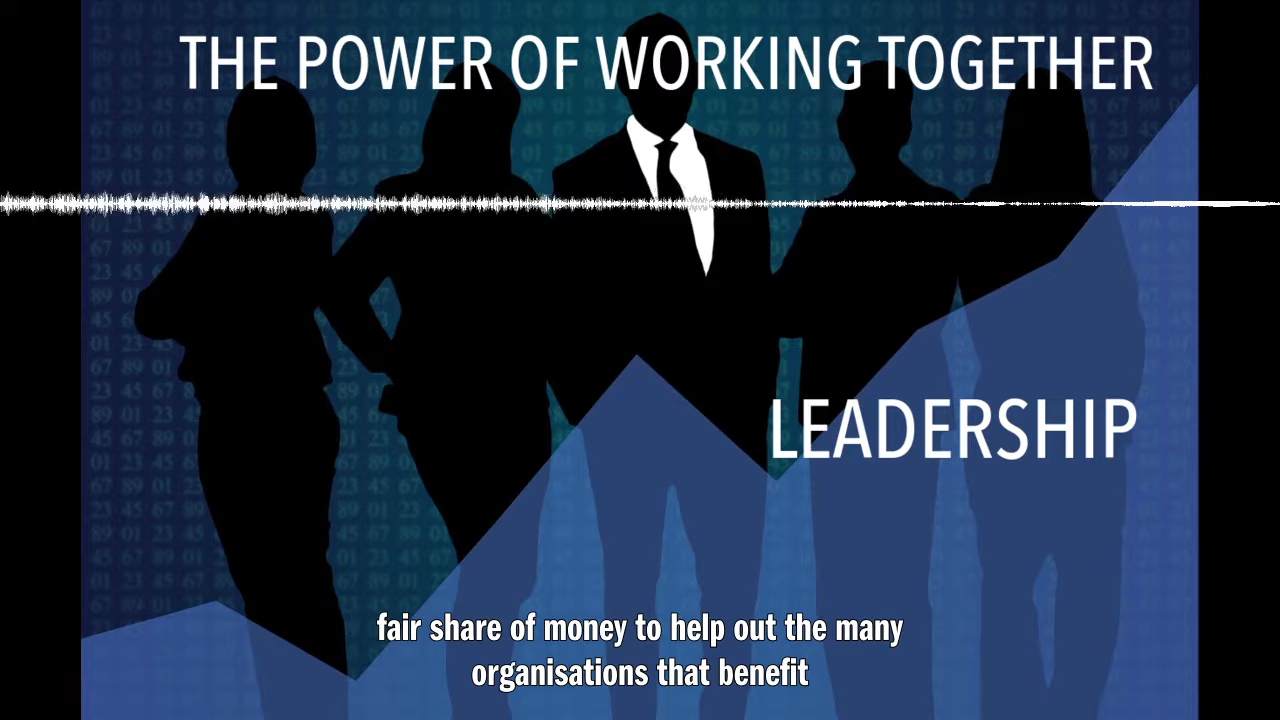 THE POWER OF WORKING TOGETHER
LEADERSHIP
fair share of money to help out the many
organisations that benefit